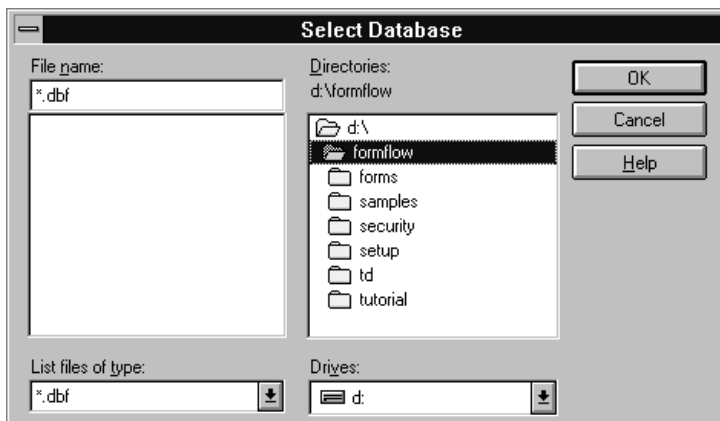 Select Database
File name:
*.dbf
Directories:
d:\formflow
d:\
formflow
forms
samples
security
setup
td
tutorial
OK
Cancel
Help
List files of type:
*.dbf
Drives:
d: